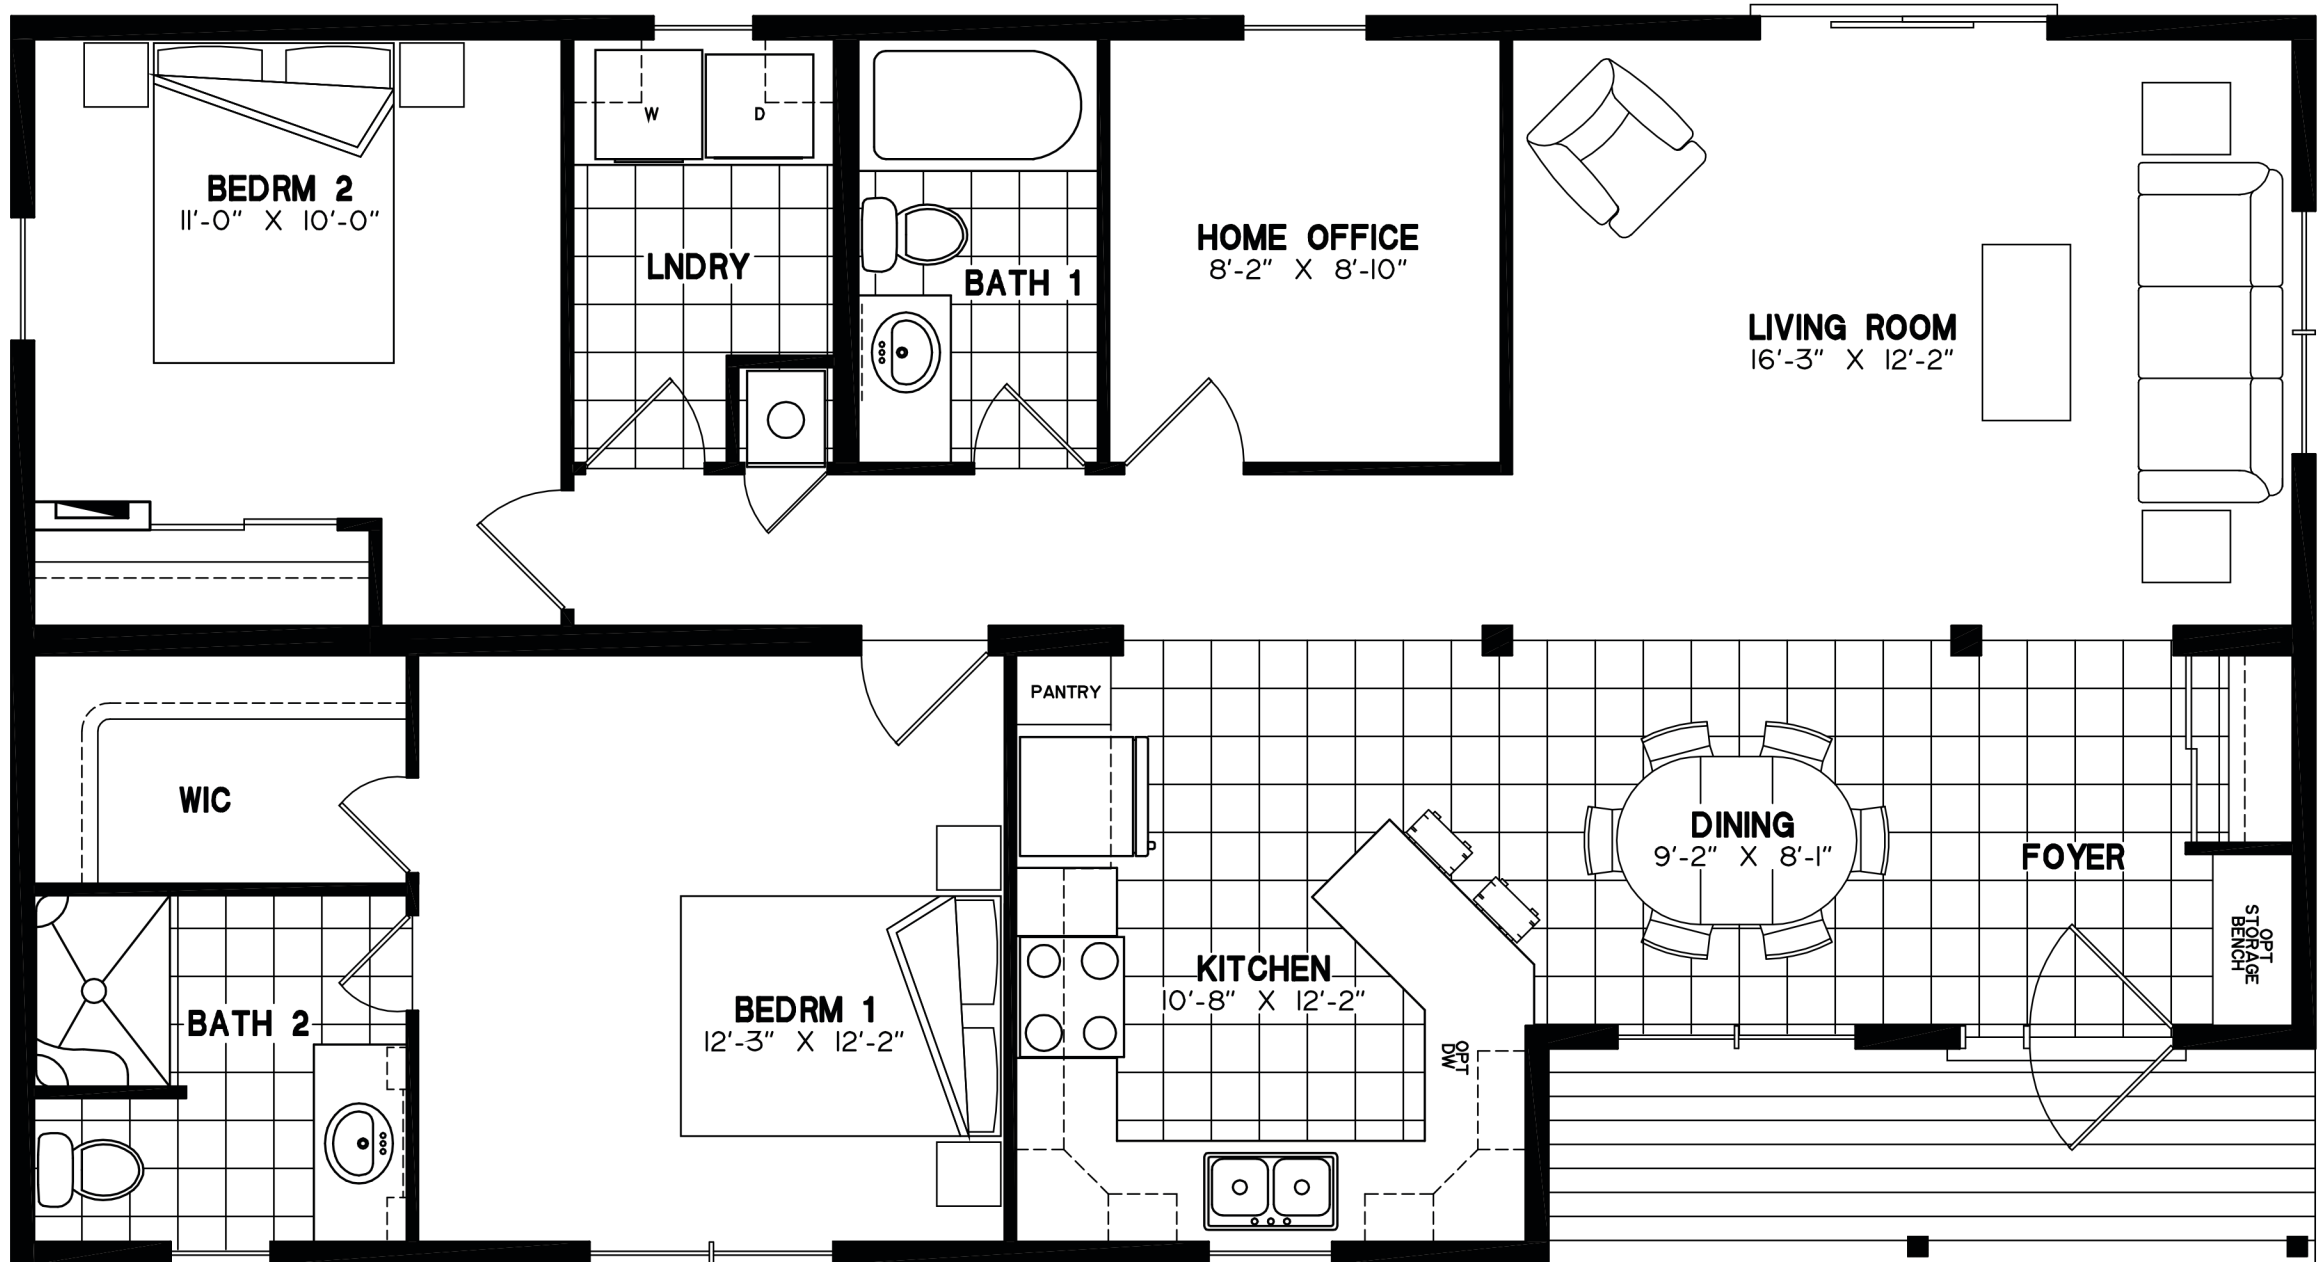 W
D
BEDRM 2
11'-0" X 10'-0"
LNDRY
BATH 1
HOME OFFICE
8'-2" X 8'-10"
LIVING ROOM
16'-3" X 12'-2"
PANTRY
WIC
DINING
9'-2" X 8'-1"
FOYER
OPT
STORAGE
BENCH
KITCHEN
10'-8" X 12'-2"
BEDRM 1
12'-3" X 12'-2"
BATH 2
OPT
DW